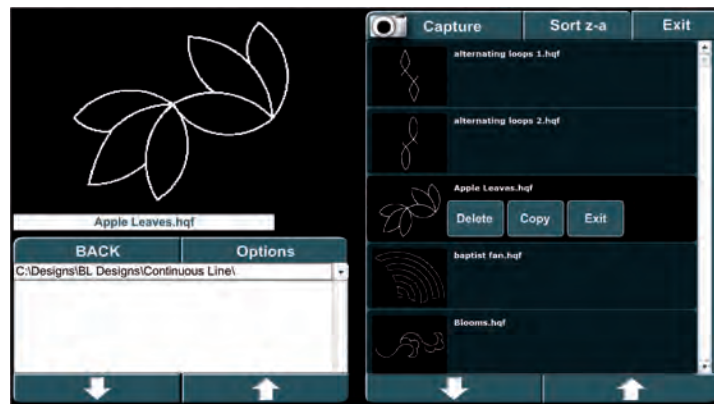 Apple Leaves.hqf
BACK
Options
C:\Designs\BL Designs\Continuous Line\
Capture
Sort z-a
Exit
alternating loops 1.hqf
alternating loops 2.hqf
Apple Leaves.hqf
Delete
Copy
Exit
baptist fan.hqf
Blooms.hqf